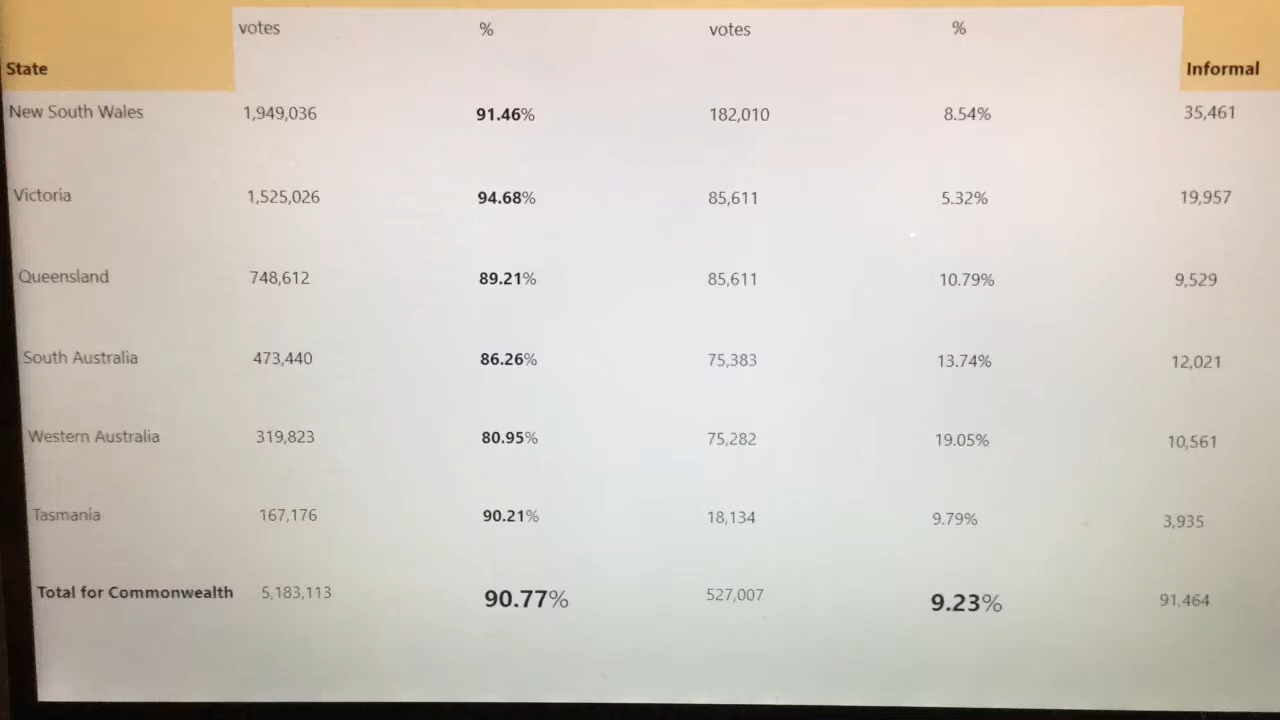 votes % votes %
State Informal
New South Wales 1,949,036 91.46% 182,010 8.54% 35,461
Victoria 1,525,026 94.68% 85,611 5.32% 19,957
Queensland 748,612 89.21% 85,611 10.79% 9,529
South Australia 473,440 86.26% 75,383 13.74% 12,021
Western Australia 319,823 80.95% 75,282 19.05% 10,561
Tasmania 167,176 90.21% 18,134 9.79% 3,935
Total for Commonwealth 5,183,113 90.77% 527,007 9.23% 91,464